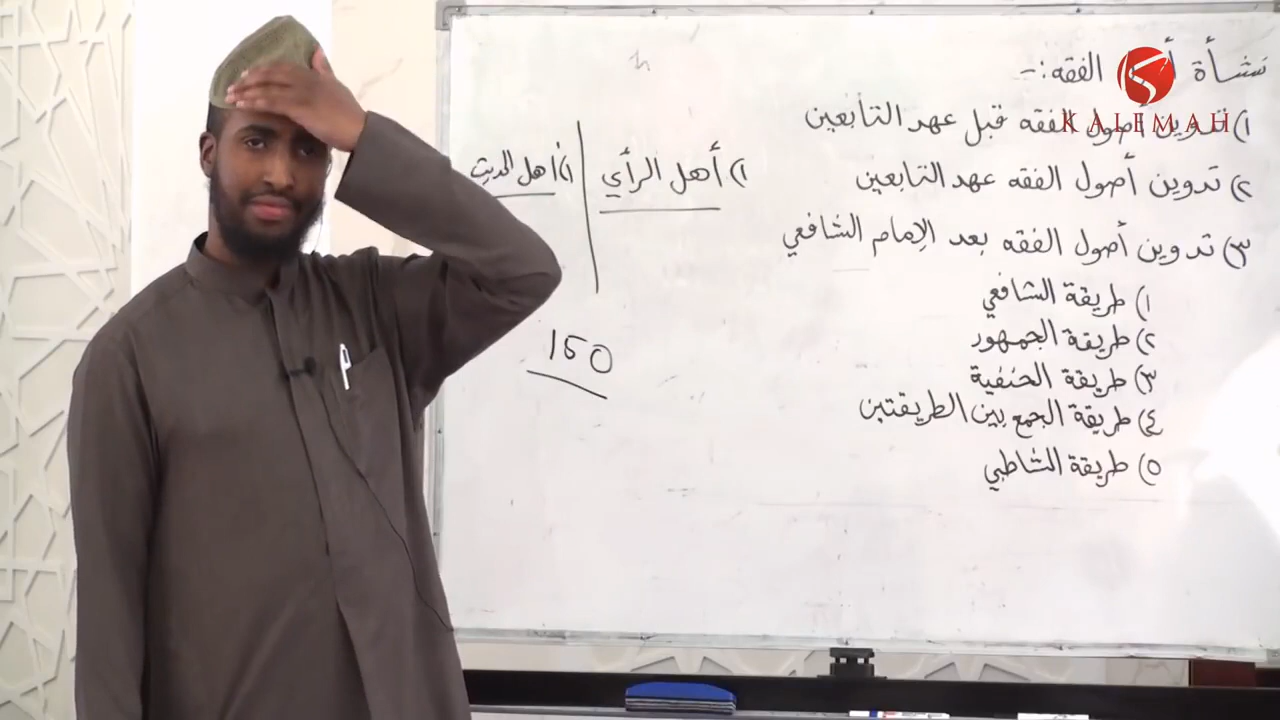 نشأة أ الفقه:-
KALEMAH
١) تدوين أصول الفقه قبل عهد التابعين
٢) تدوين أصول الفقه عهد التابعين
٣) تدوين أصول الفقه بعد الإمام الشافعي
١) طريقة الشافعي
٢) طريقة الجمهور
٣) طريقة الحنفية
٤) طريقة الجمع بين الطريقتين
٥) طريقة الشاطبي
١) أهل الرأي
١) أهل الحديث
150